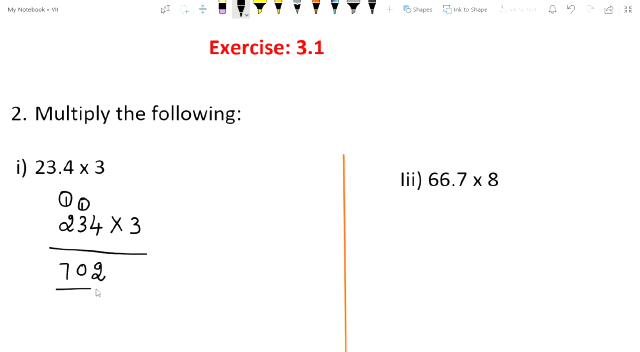 My Notebook • VII
Shapes
Ink to Shape
Exercise: 3.1
2. Multiply the following:
i) 23.4 x 3
1 1
234 × 3
702
Iii) 66.7 x 8